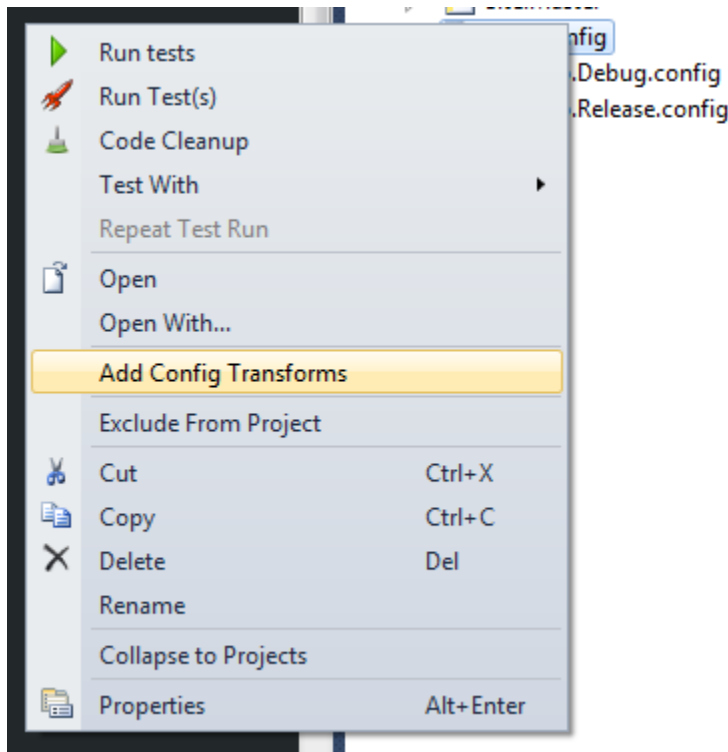 nfig
.Debug.config
.Release.config
Run tests
Run Test(s)
Code Cleanup
Test With
Repeat Test Run
Open
Open With...
Add Config Transforms
Exclude From Project
Cut Ctrl+X
Copy Ctrl+C
Delete Del
Rename
Collapse to Projects
Properties Alt+Enter